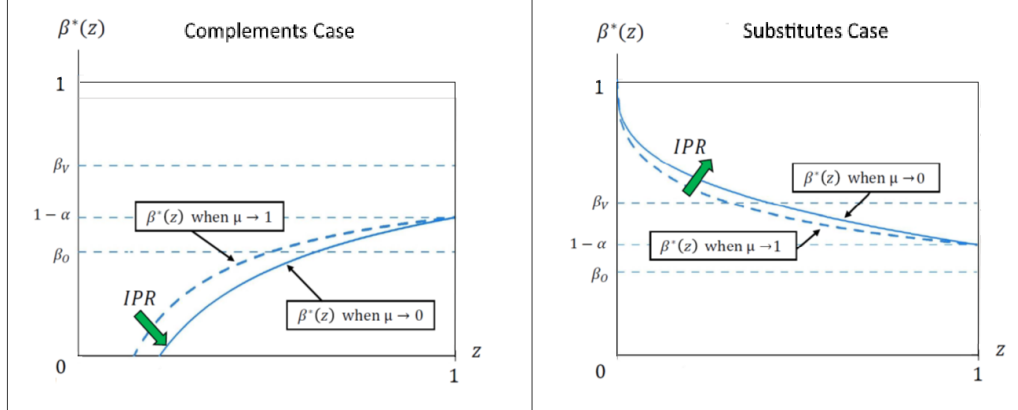 β*(z)
Complements Case
1
βV
1 − α
β*(z) when μ → 1
βO
IPR
β*(z) when μ → 0
0
z
1
β*(z)
Substitutes Case
1
IPR
β*(z) when μ →0
βV
1 − α
β*(z) when μ →1
βO
z
0
1